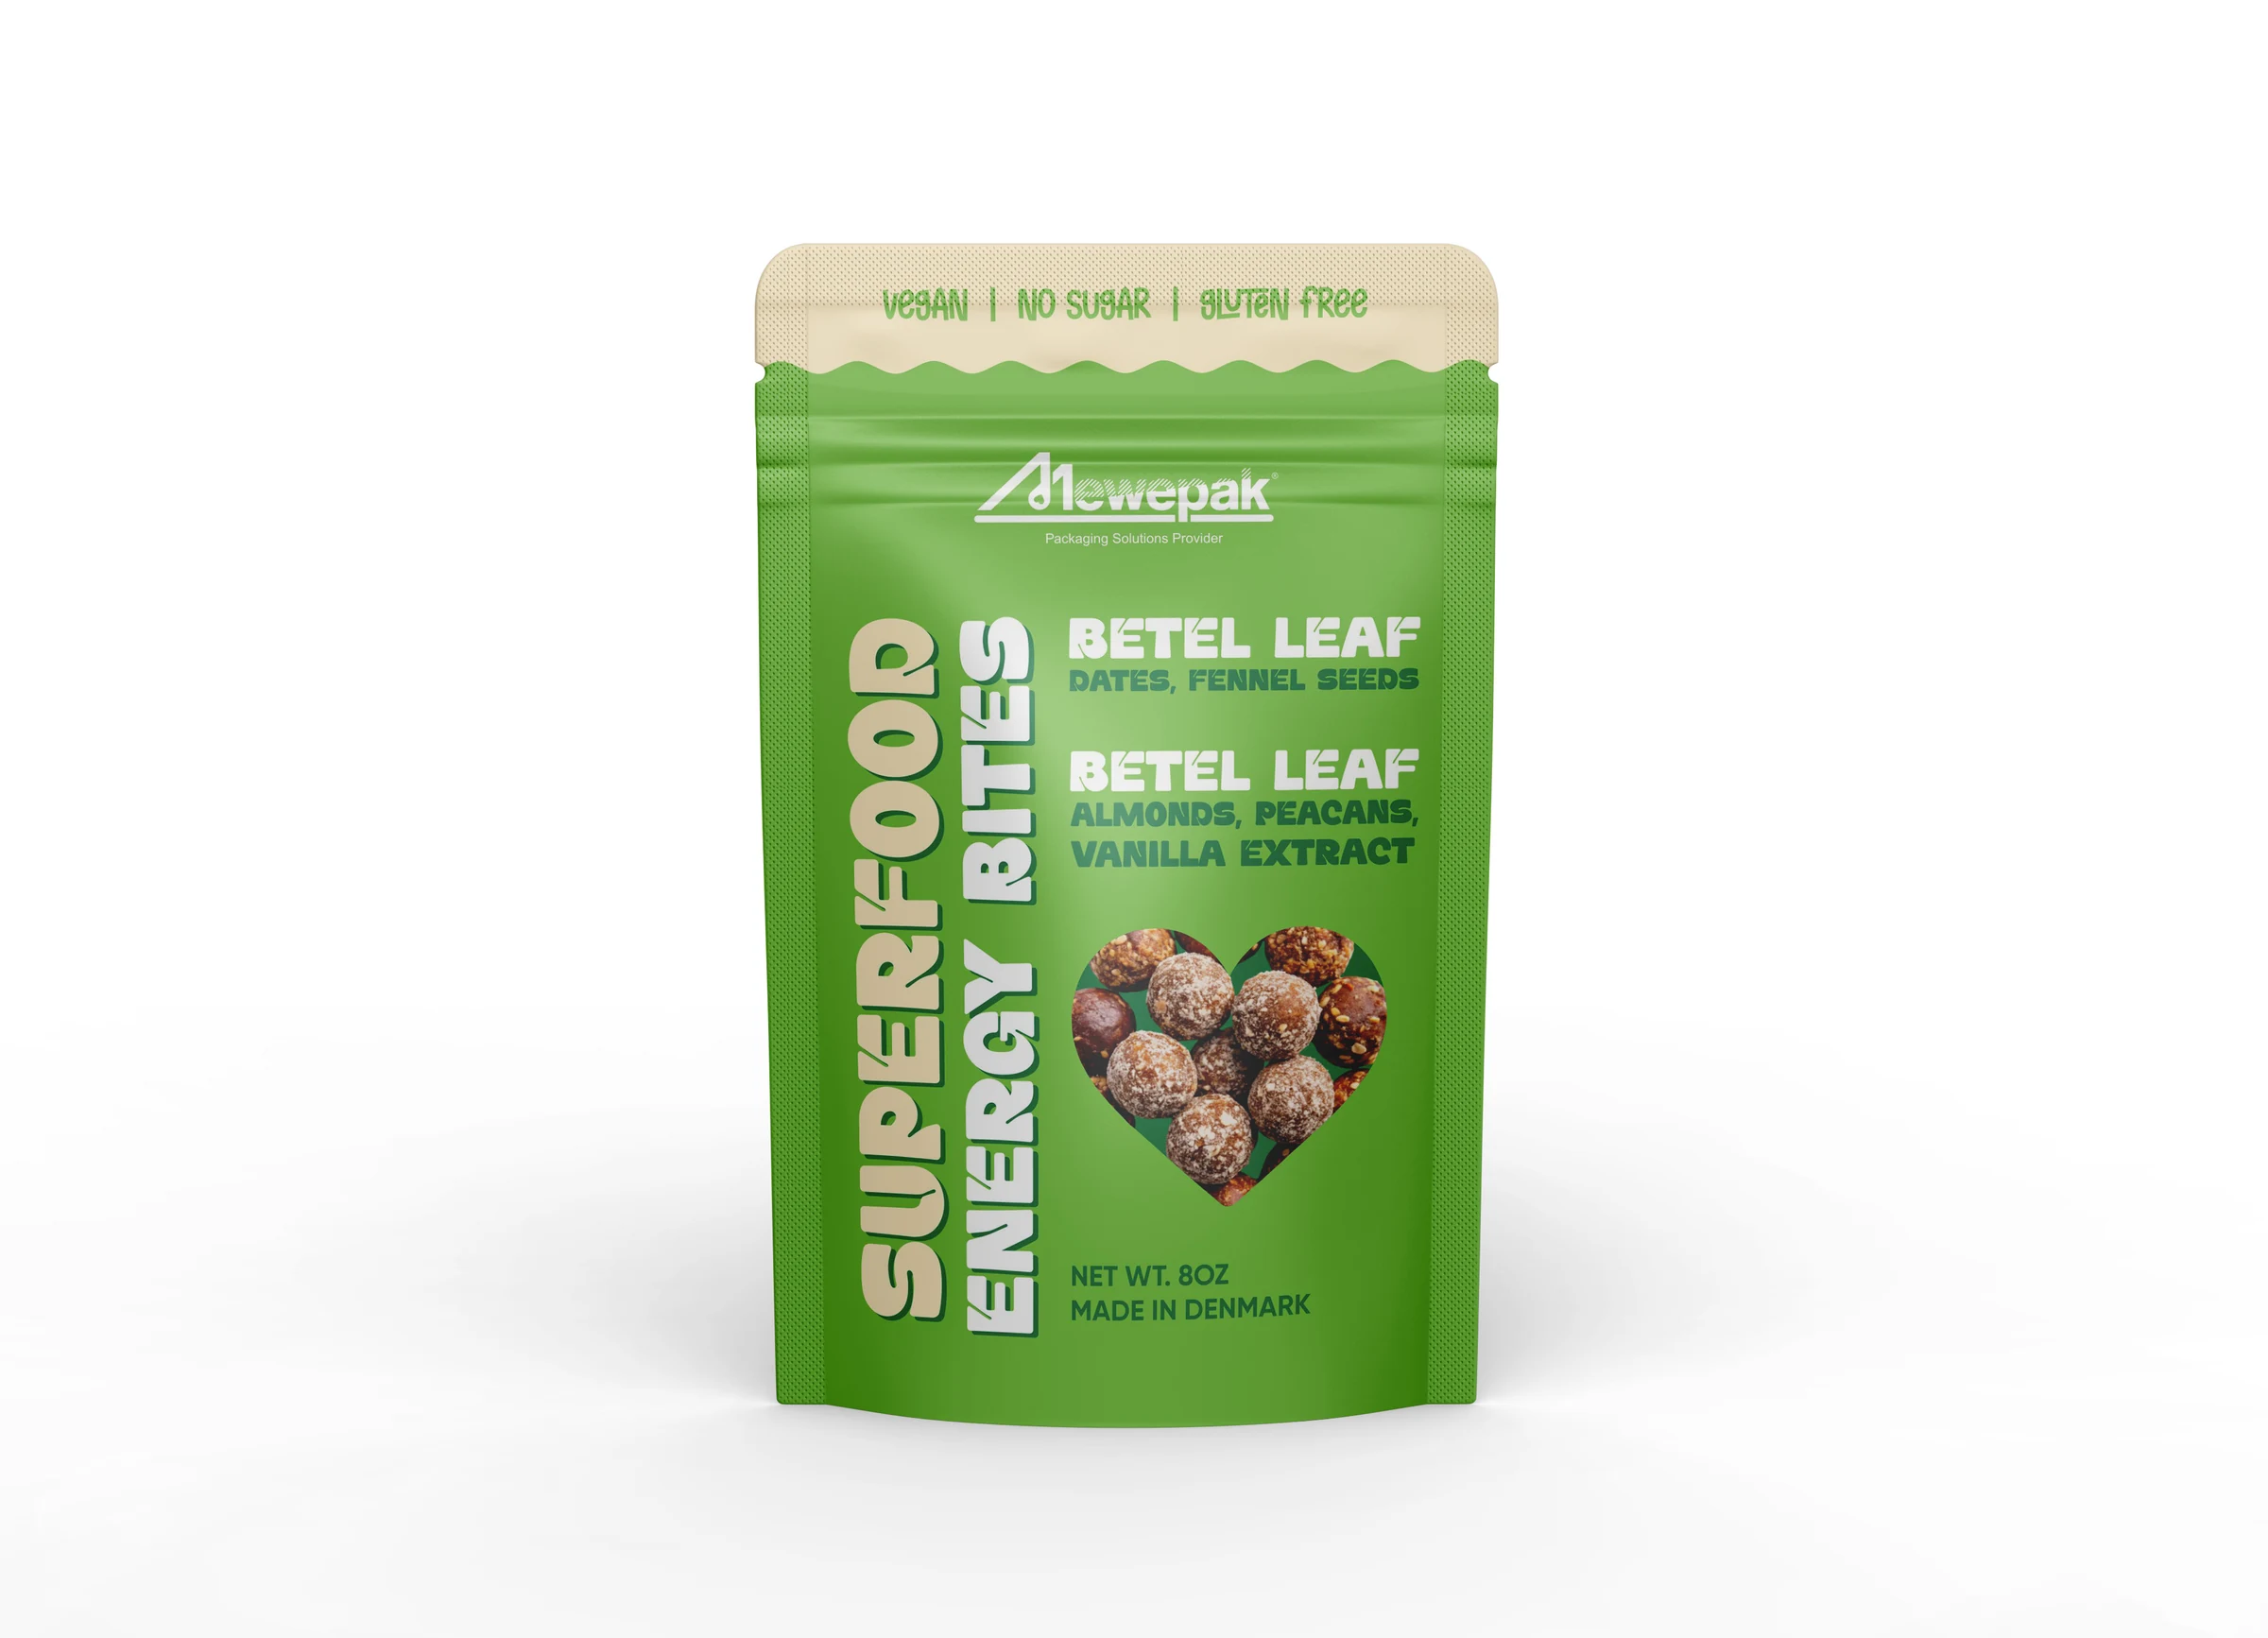 vegan | no sugar | gluten free
Mewepak®
Packaging Solutions Provider
SUPERFOOD
ENERGY BITES
BETEL LEAF
DATES, FENNEL SEEDS
BETEL LEAF
ALMONDS, PEACANS,
VANILLA EXTRACT
NET WT. 8OZ
MADE IN DENMARK